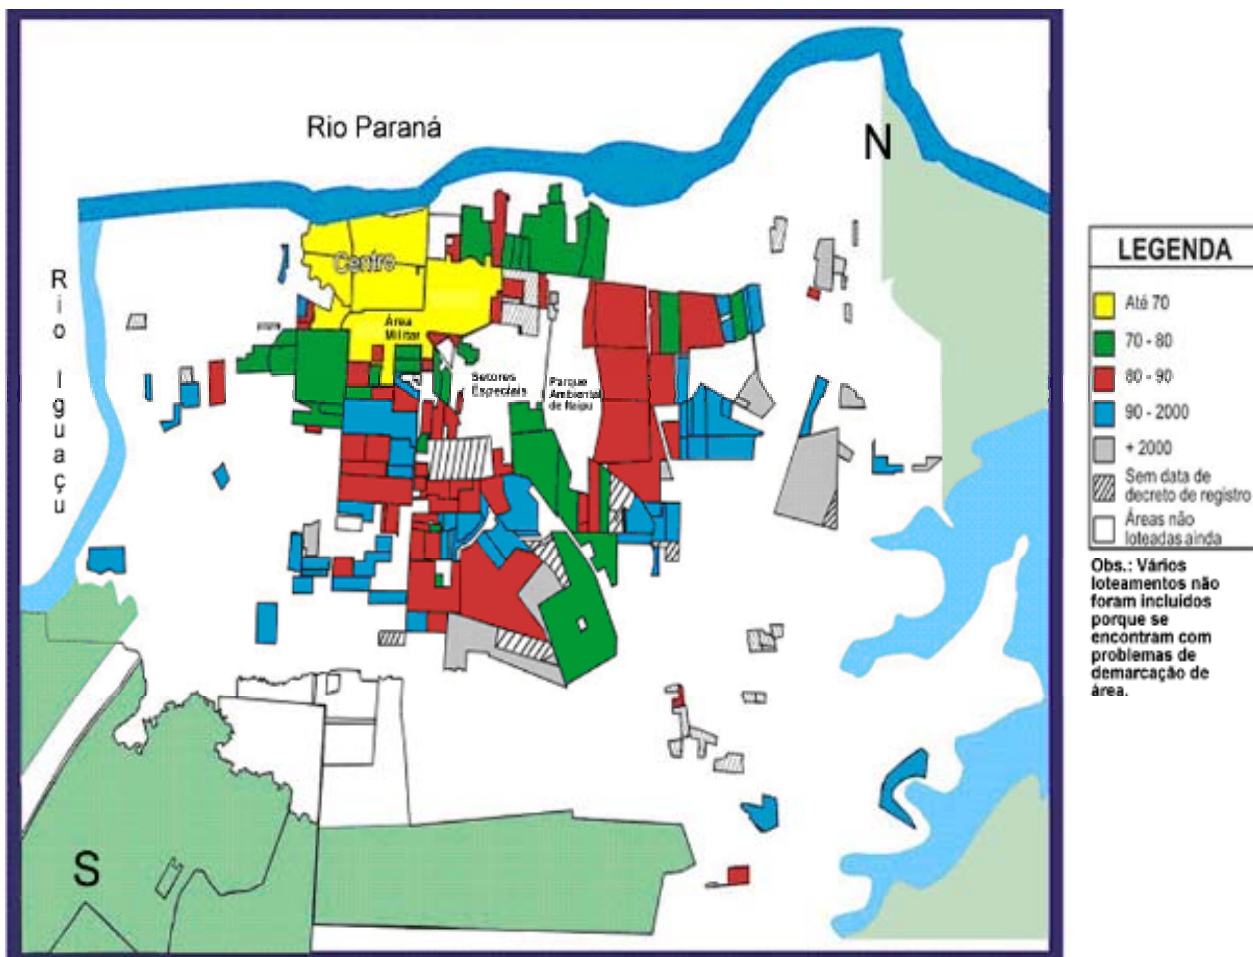 Rio Paraná
N
Centro
Área
Militar
Setores
Especiais
Parque
Ambiental
de Itaipu
Rio Iguaçu
S
LEGENDA
Até 70
70 - 80
80 - 90
90 - 2000
+ 2000
Sem data de
decreto de registro
Áreas não
loteadas ainda
Obs.: Vários
loteamentos não
foram incluidos
porque se
encontram com
problemas de
demarcação de
área.